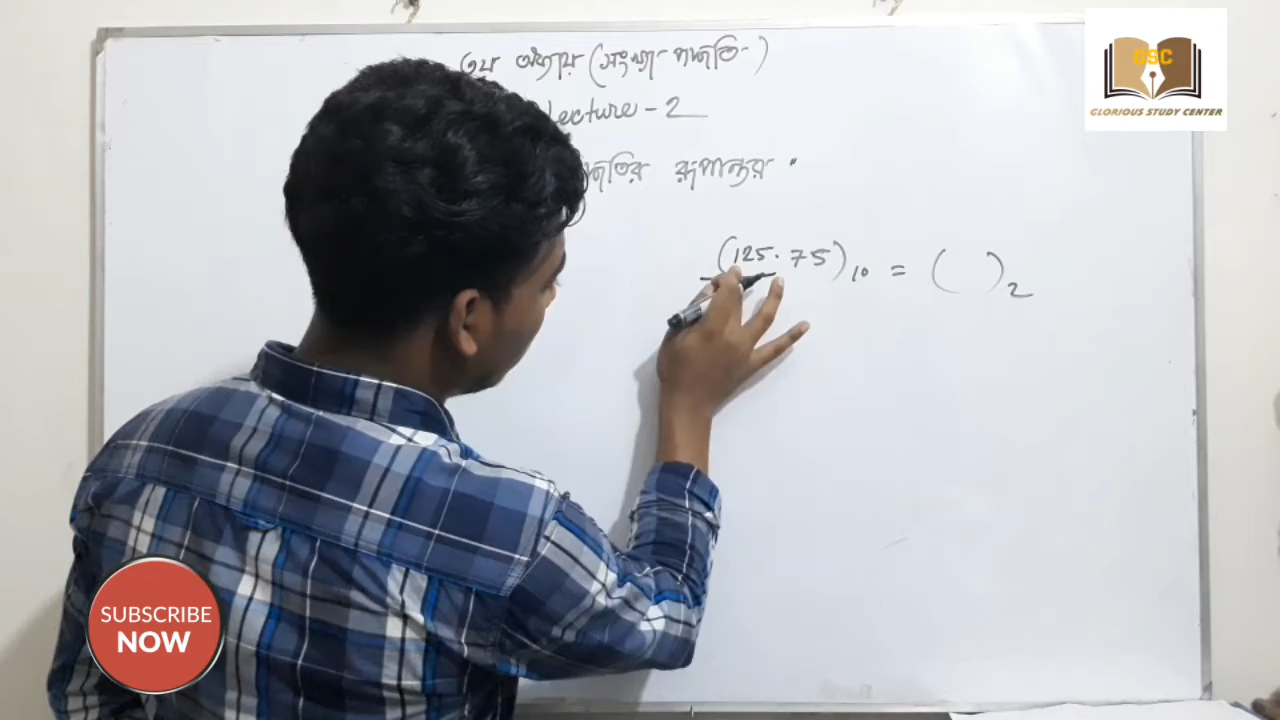 ৩য় অধ্যায় (সংখ্যা পদ্ধতি)
Lecture - 2
রূপান্তর
(125.75)10 = ( )2
GSC
GLORIOUS STUDY CENTER
SUBSCRIBE
NOW